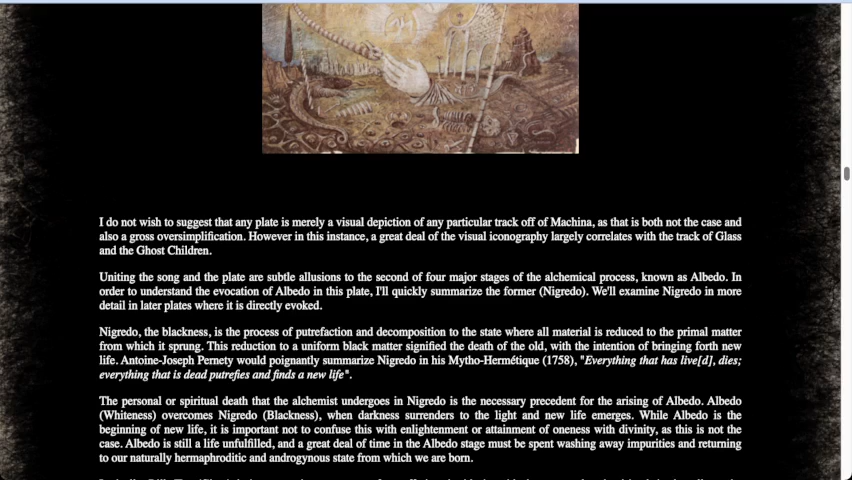 I do not wish to suggest that any plate is merely a visual depiction of any particular track off of Machina, as that is both not the case and
also a gross oversimplification. However in this instance, a great deal of the visual iconography largely correlates with the track of Glass
and the Ghost Children.
Uniting the song and the plate are subtle allusions to the second of four major stages of the alchemical process, known as Albedo. In
order to understand the evocation of Albedo in this plate, I'll quickly summarize the former (Nigredo). We'll examine Nigredo in more
detail in later plates where it is directly evoked.
Nigredo, the blackness, is the process of putrefaction and decomposition to the state where all material is reduced to the primal matter
from which it sprung. This reduction to a uniform black matter signified the death of the old, with the intention of bringing forth new
life. Antoine-Joseph Pernety would poignantly summarize Nigredo in his Mytho-Hermétique (1758), "Everything that has live[d], dies;
everything that is dead putrefies and finds a new life".
The personal or spiritual death that the alchemist undergoes in Nigredo is the necessary precedent for the arising of Albedo. Albedo
(Whiteness) overcomes Nigredo (Blackness), when darkness surrenders to the light and new life emerges. While Albedo is the
beginning of new life, it is important not to confuse this with enlightenment or attainment of oneness with divinity, as this is not the
case. Albedo is still a life unfulfilled, and a great deal of time in the Albedo stage must be spent washing away impurities and returning
to our naturally hermaphroditic and androgynous state from which we are born.